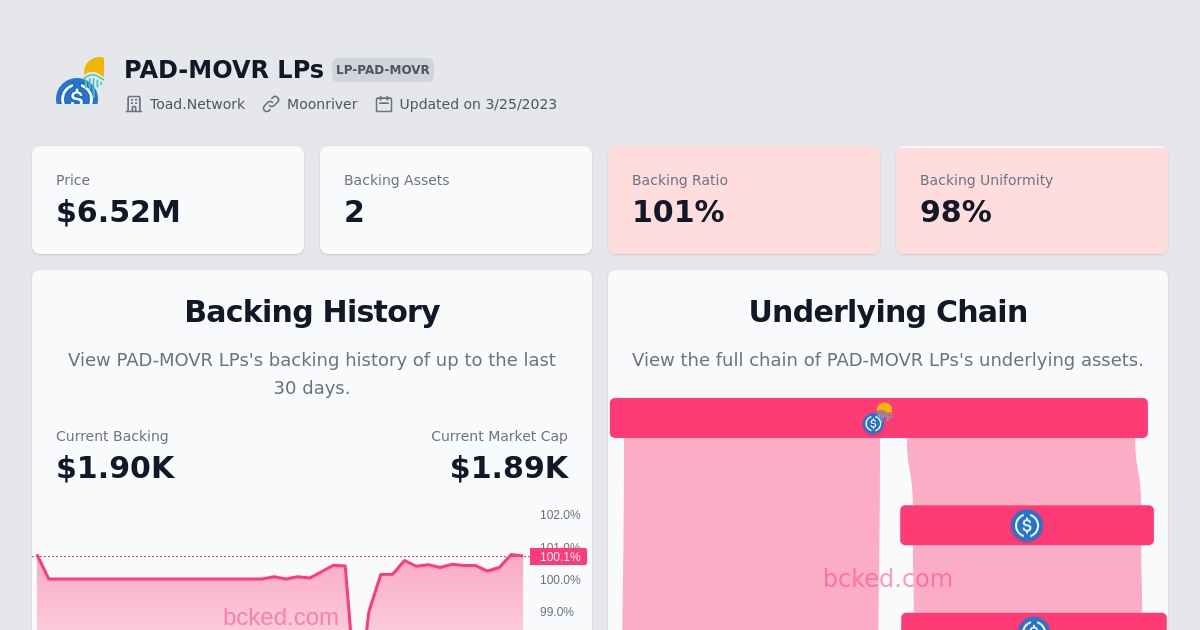 PAD-MOVR LPs LP-PAD-MOVR
Toad.Network Moonriver Updated on 3/25/2023
Price
$6.52M
Backing Assets
2
Backing Ratio
101%
Backing Uniformity
98%
Backing History
View PAD-MOVR LPs's backing history of up to the last
30 days.
Current Backing
$1.90K
Current Market Cap
$1.89K
102.0%
101.0%
100.1%
100.0%
99.0%
bcked.com
Underlying Chain
View the full chain of PAD-MOVR LPs's underlying assets.
bcked.com